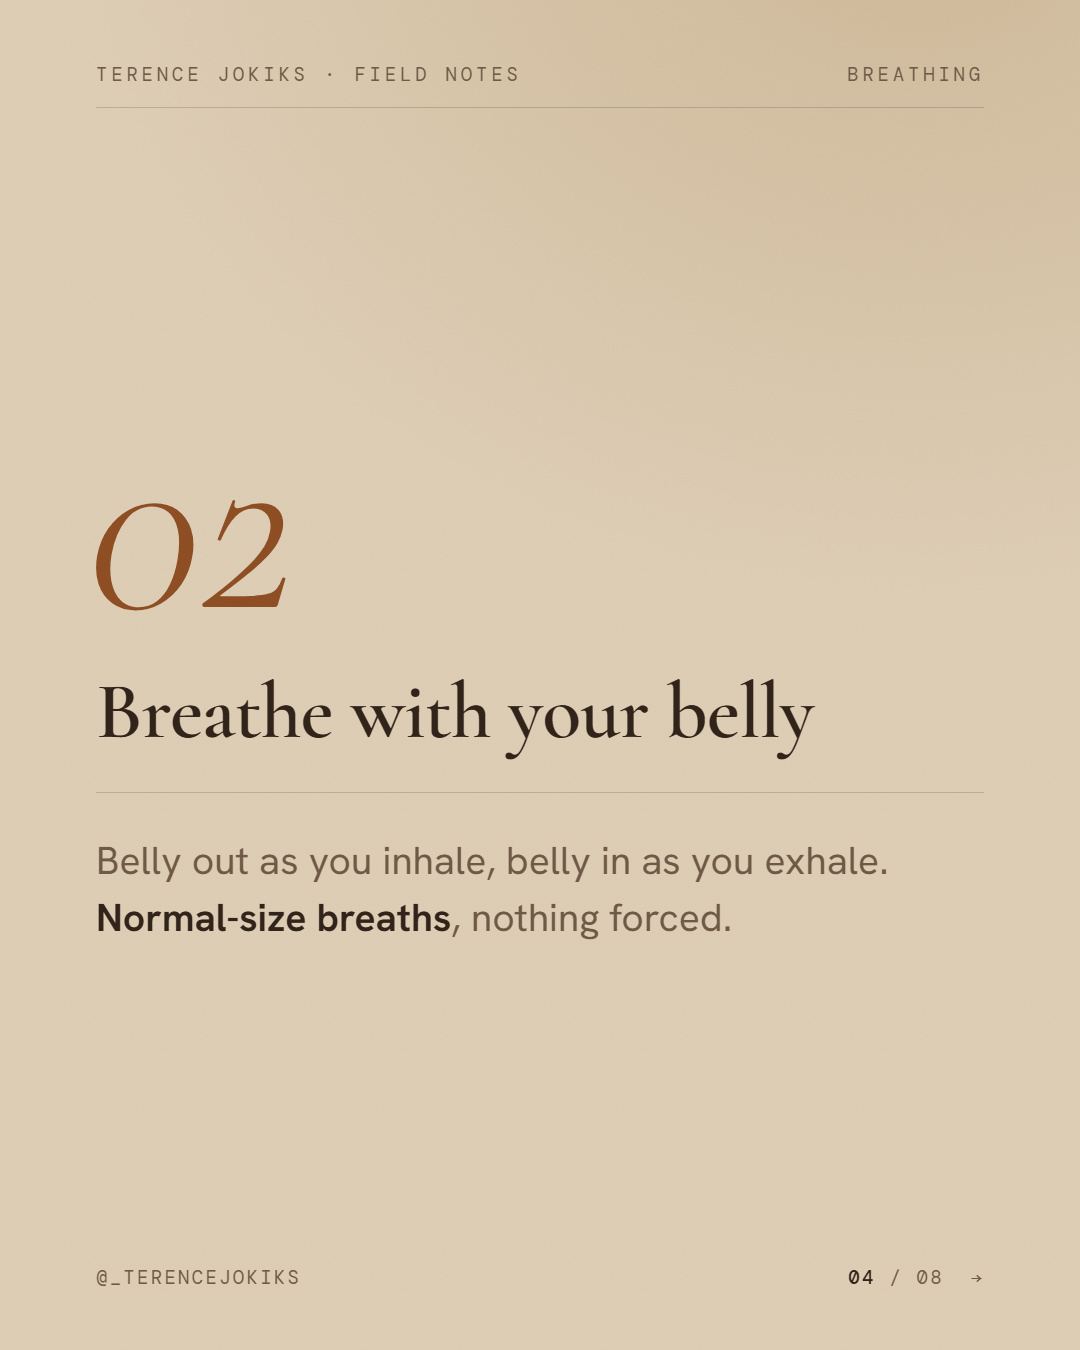 TERENCE JOKIKS · FIELD NOTES
BREATHING
02
Breathe with your belly
Belly out as you inhale, belly in as you exhale.
Normal-size breaths, nothing forced.
@_TERENCEJOKIKS
04 / 08 →